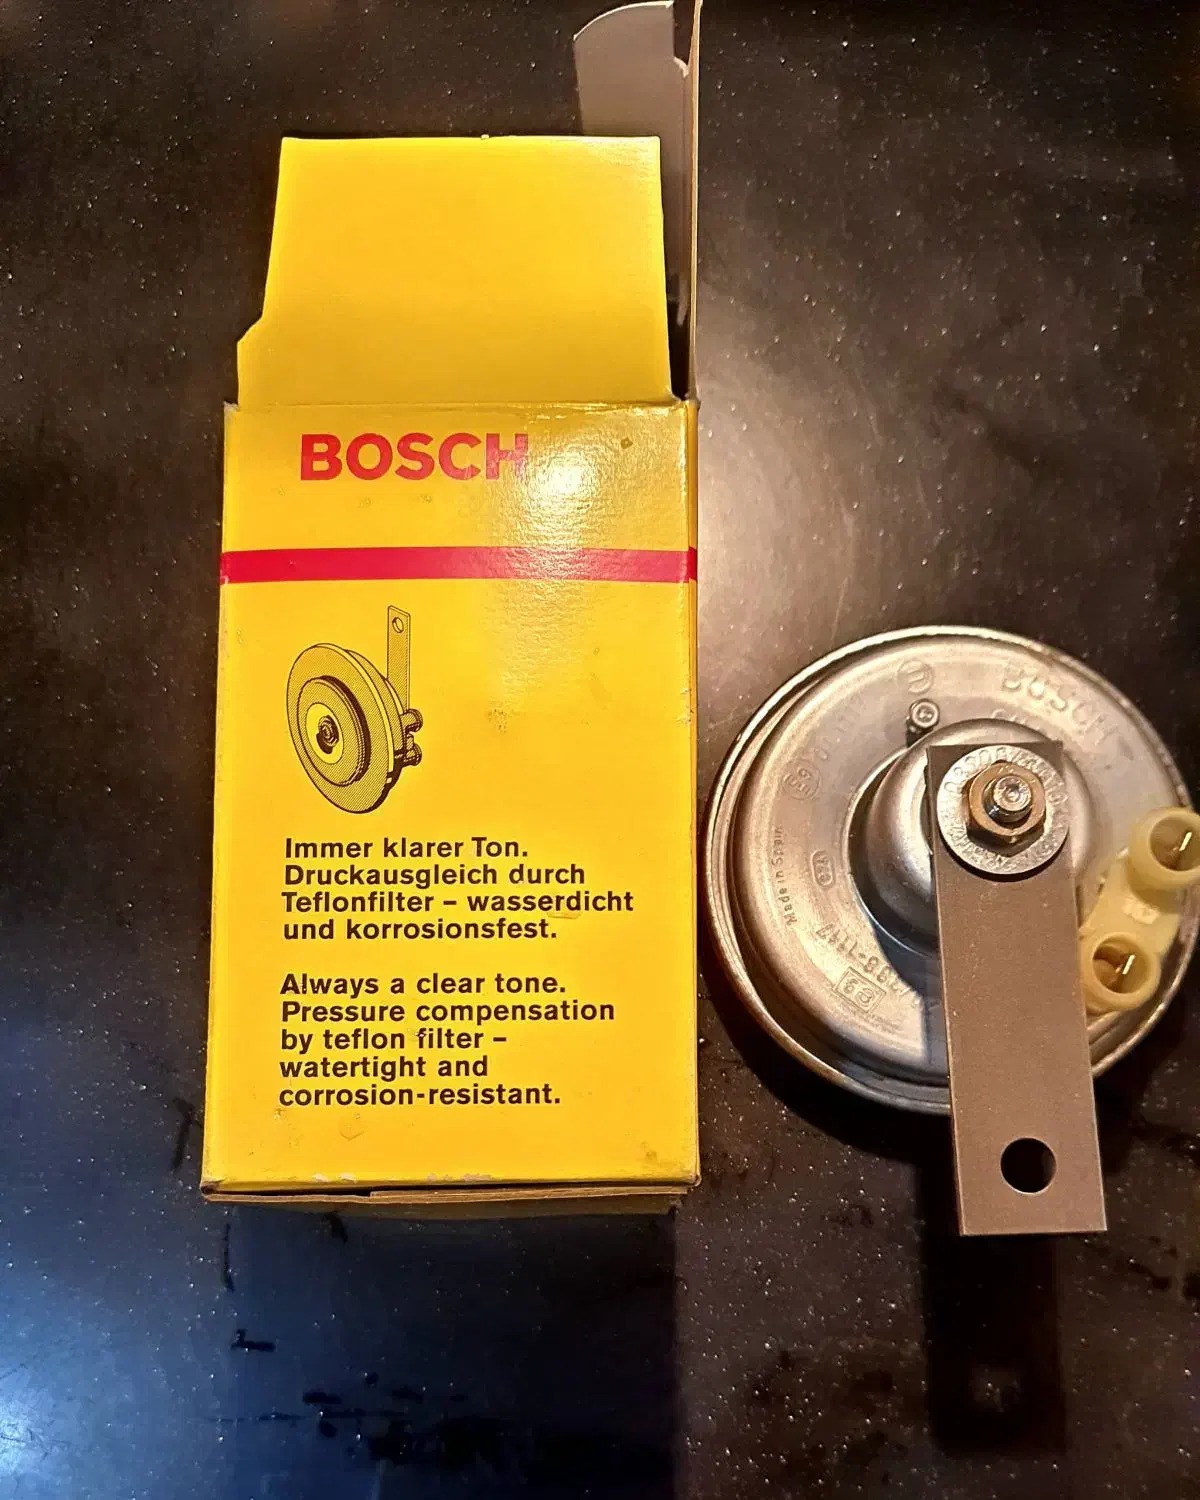 BOSCH
Immer klarer Ton.
Druckausgleich durch
Teflonfilter – wasserdicht
und korrosionsfest.
Always a clear tone.
Pressure compensation
by teflon filter –
watertight and
corrosion-resistant.
BOSCH
Made in Spain